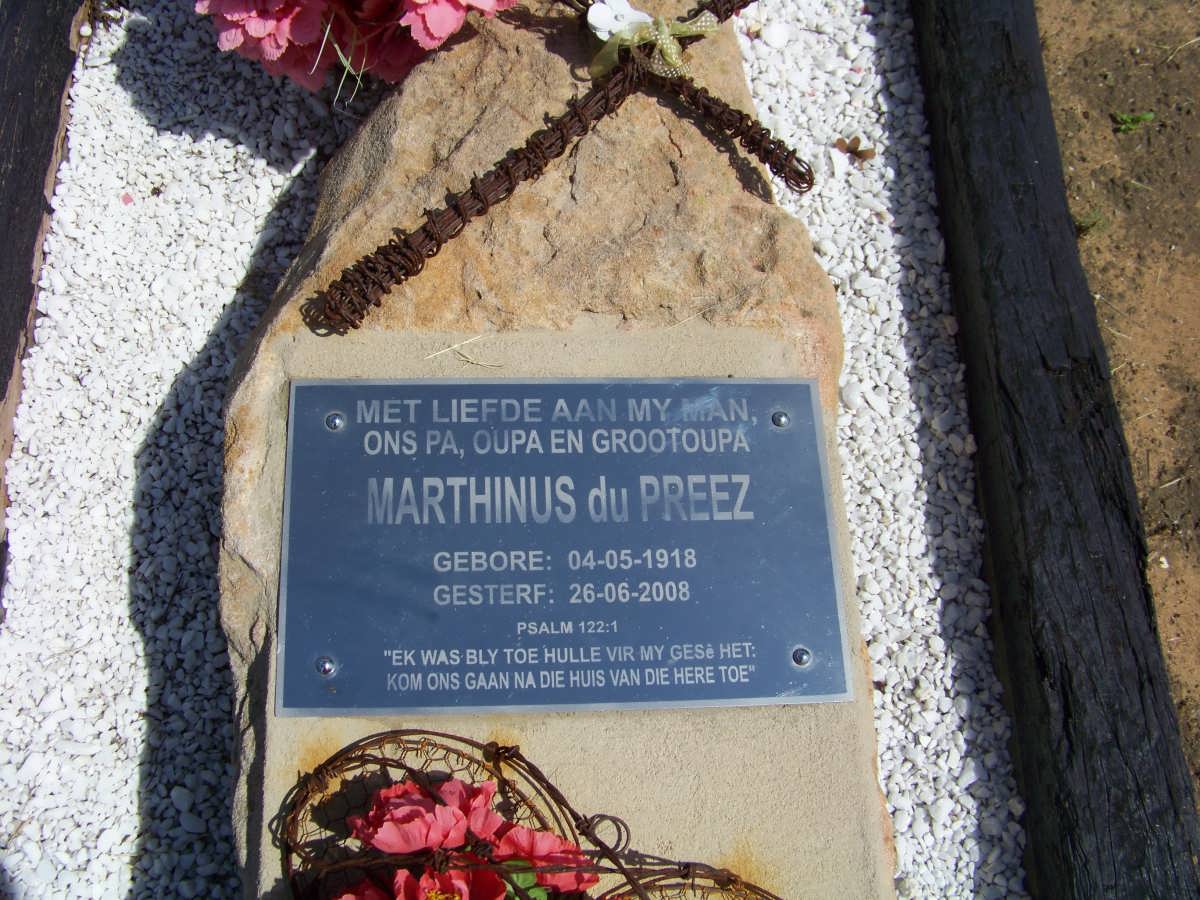 MET LIEFDE AAN MY MAN,
ONS PA, OUPA EN GROOTOUPA
MARTHINUS du PREEZ
GEBORE: 04-05-1918
GESTERF: 26-06-2008
PSALM 122:1
"EK WAS BLY TOE HULLE VIR MY GESê HET:
KOM ONS GAAN NA DIE HUIS VAN DIE HERE TOE"